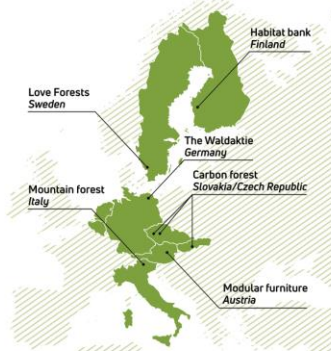 Habitat bank
Finland
Love Forests
Sweden
The Waldaktie
Germany
Carbon forest
Slovakia/Czech Republic
Mountain forest
Italy
Modular furniture
Austria